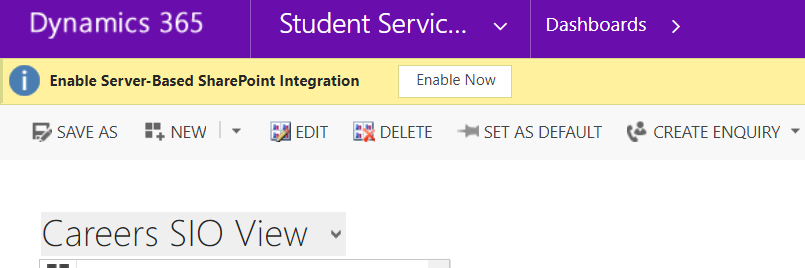 Dynamics 365 Student Servic... Dashboards
Enable Server-Based SharePoint Integration Enable Now
SAVE AS NEW EDIT DELETE SET AS DEFAULT CREATE ENQUIRY
Careers SIO View